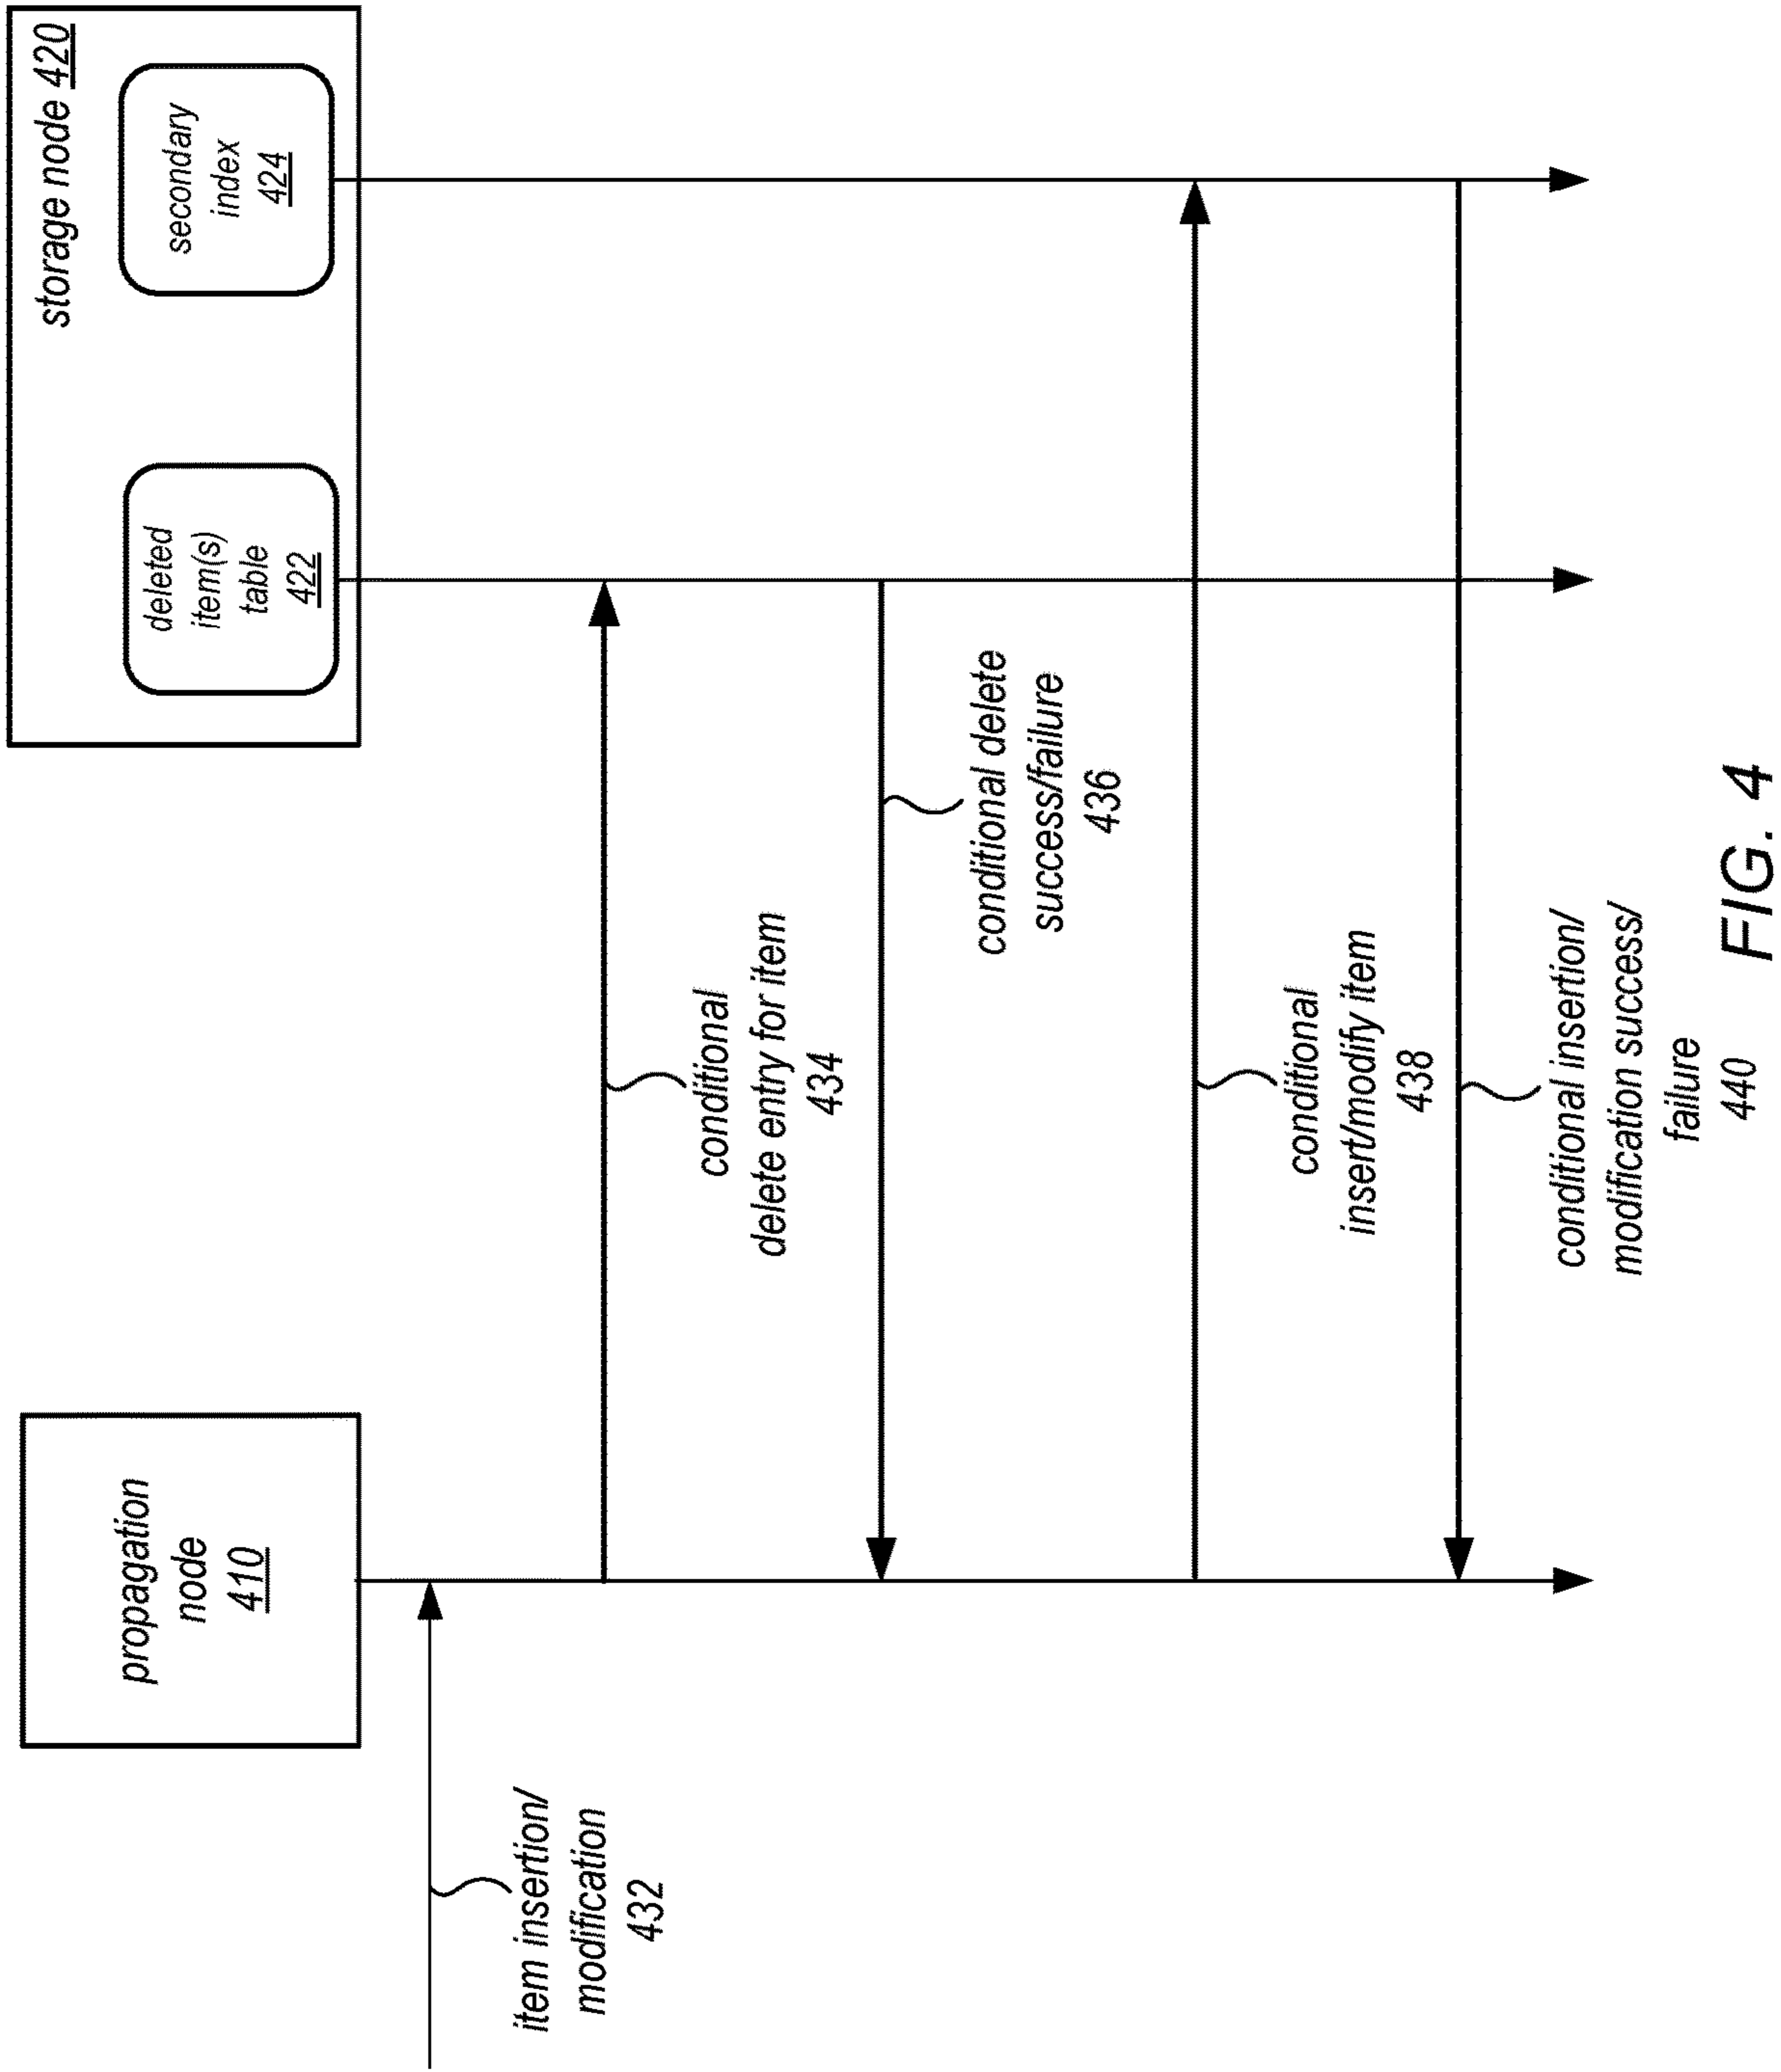 storage node 420
propagation
node
410
deleted
item(s)
table
422
secondary
index
424
item insertion/
modification
432
conditional
delete entry for item
434
conditional delete
success/failure
436
conditional
insert/modify item
438
conditional insertion/
modification success/
failure
440
FIG. 4